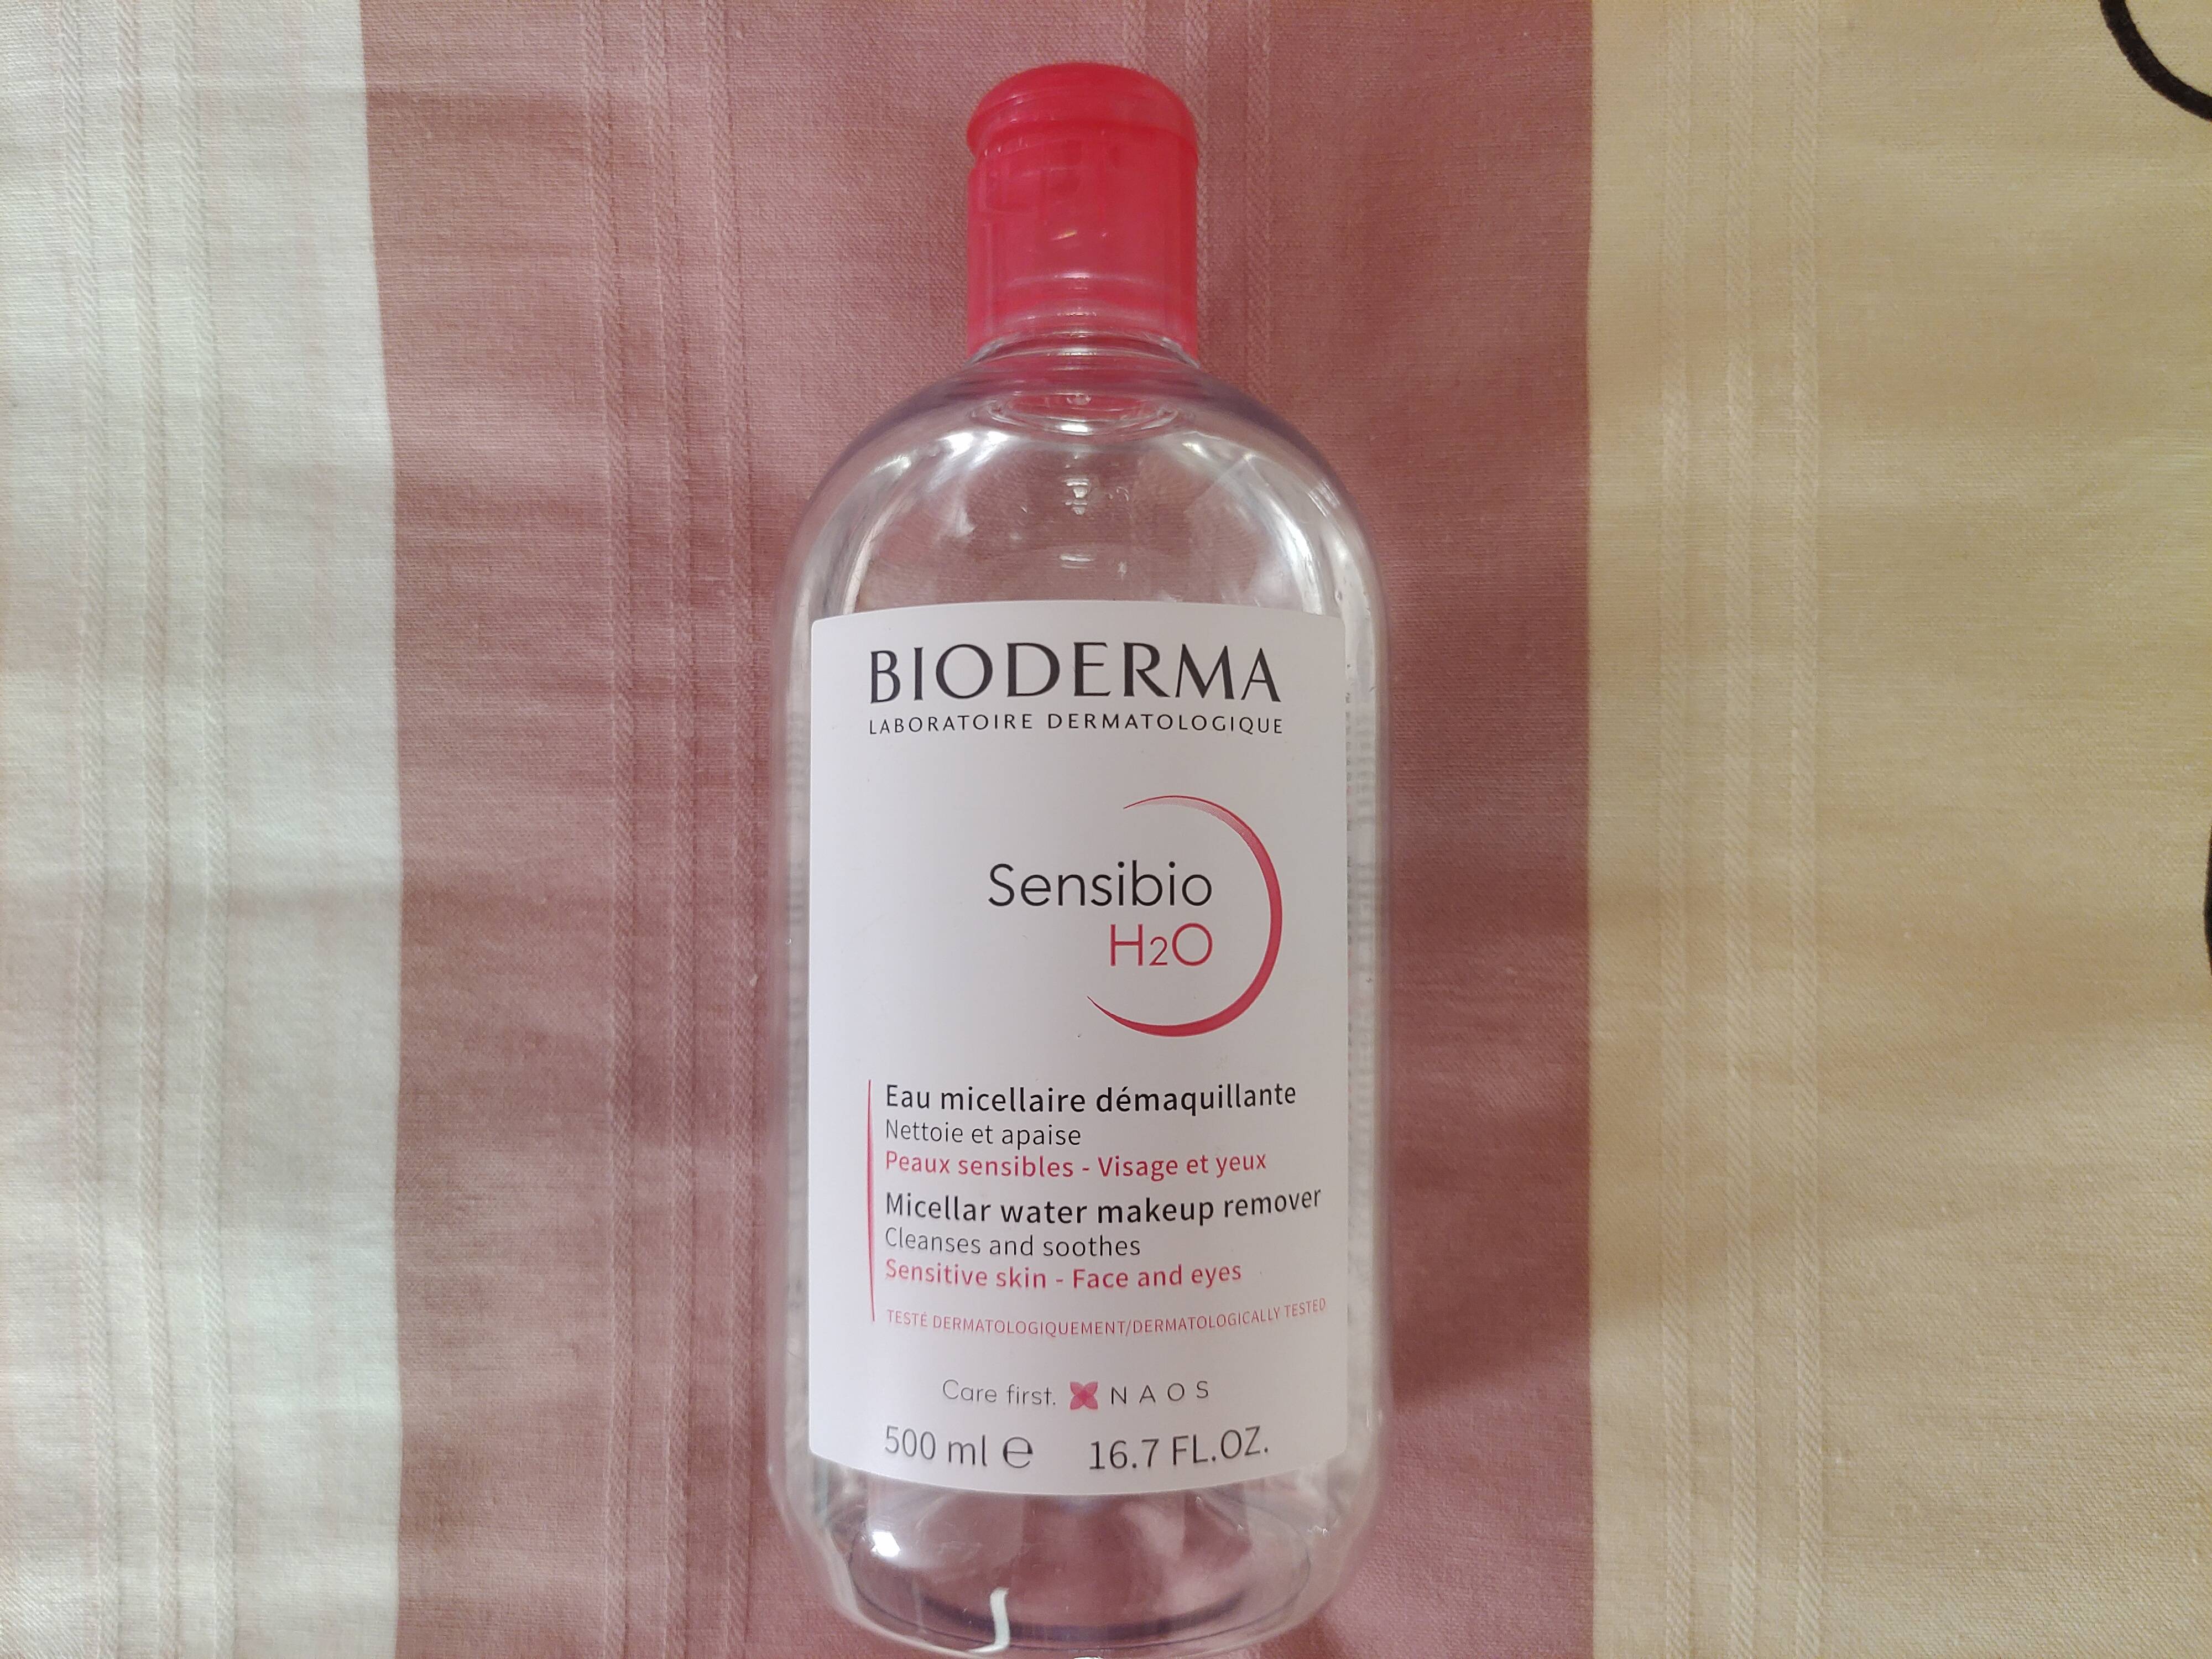 BIODERMA
LABORATOIRE DERMATOLOGIQUE
Sensibio
H2O
Eau micellaire démaquillante
Nettoie et apaise
Peaux sensibles - Visage et yeux
Micellar water makeup remover
Cleanses and soothes
Sensitive skin - Face and eyes
TESTÉ DERMATOLOGIQUEMENT/DERMATOLOGICALLY TESTED
Care first. NAOS
500 ml ℮ 16.7 FL.OZ.